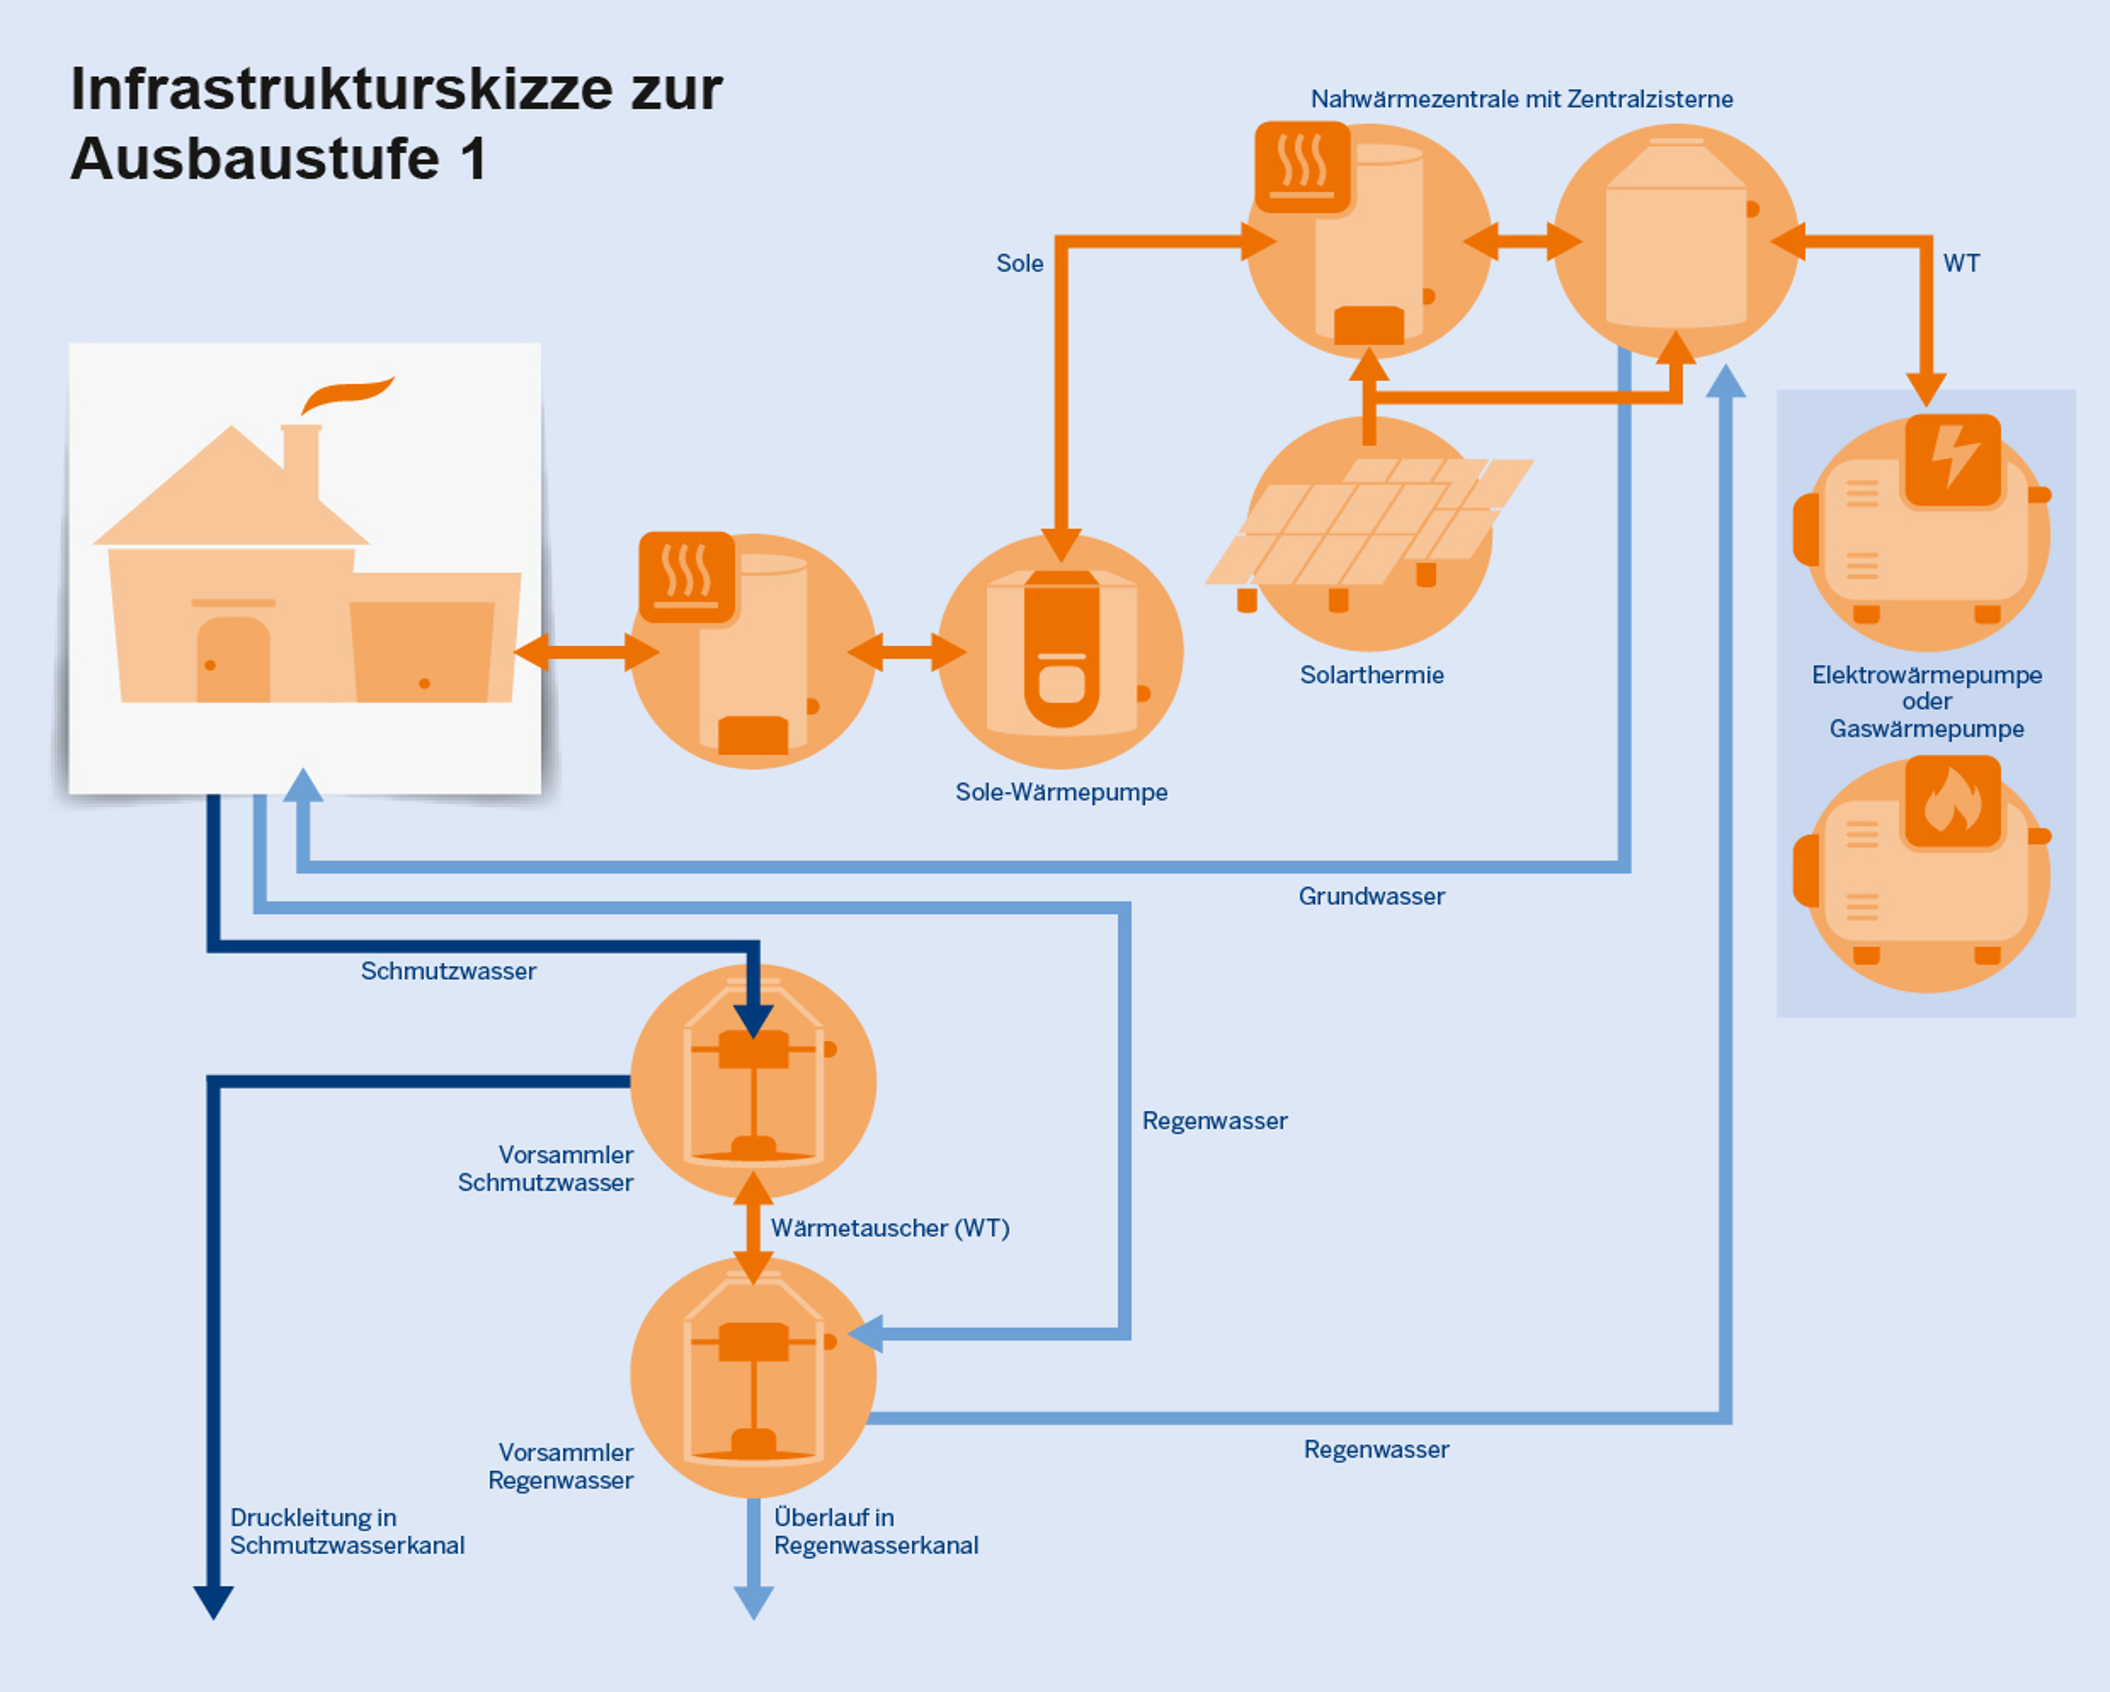 Infrastrukturskizze zur
Ausbaustufe 1
Nahwärmezentrale mit Zentralzisterne
Sole
WT
Solarthermie
Elektrowärmepumpe
oder
Gaswärmepumpe
Sole-Wärmepumpe
Grundwasser
Schmutzwasser
Regenwasser
Vorsammler
Schmutzwasser
Wärmetauscher (WT)
Vorsammler
Regenwasser
Regenwasser
Druckleitung in
Schmutzwasserkanal
Überlauf in
Regenwasserkanal